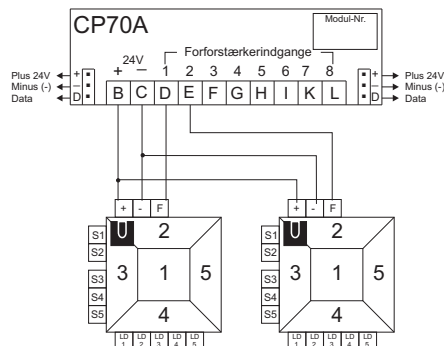 CP70A
Modul-Nr.
Forforstærkerindgange
24V
+ – 1 2 3 4 5 6 7 8
Plus 24V + + Plus 24V
Minus (-) – – Minus (-)
Data D D Data
B C D E F G H I K L
+ - F + - F
S1 U 2 S1 U 2
S2 S2
3 1 5 3 1 5
S3 S3
S4 S4
4 4
S5 S5
LD 1 LD 2 LD 3 LD 4 LD 5 LD 1 LD 2 LD 3 LD 4 LD 5